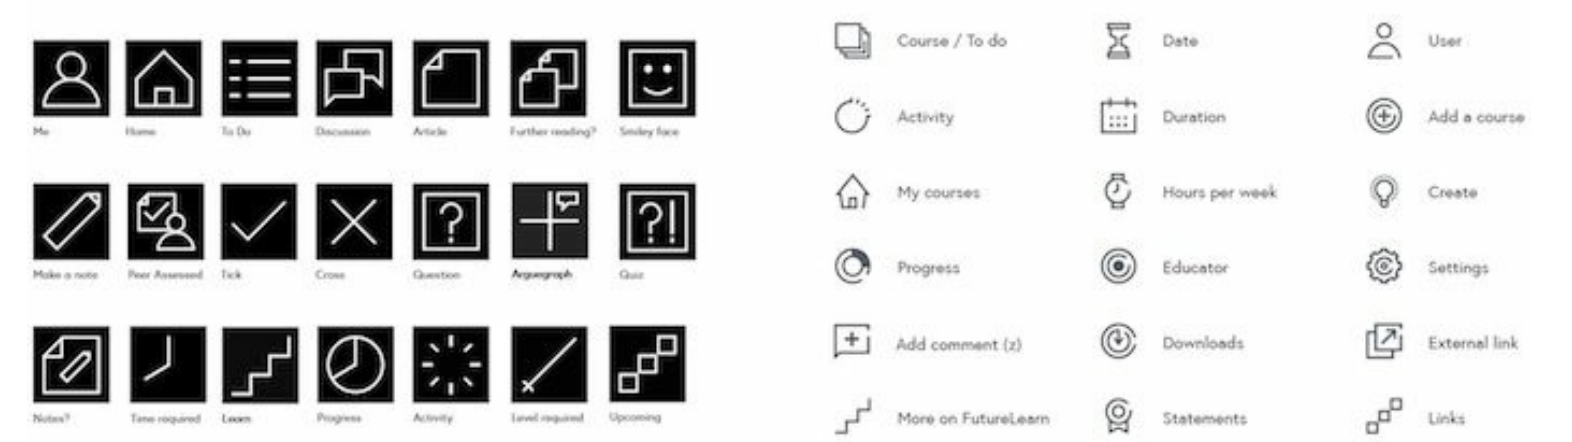 Me
Home
To Do
Discussion
Article
Further reading?
Smiley face
Make a note
Peer Assessed
Tick
Cross
Question
Arguegraph
Quiz
Notes?
Time required
Learn
Progress
Activity
Level required
Upcoming
Course / To do
Date
User
Activity
Duration
Add a course
My courses
Hours per week
Create
Progress
Educator
Settings
Add comment (z)
Downloads
External link
More on FutureLearn
Statements
Links